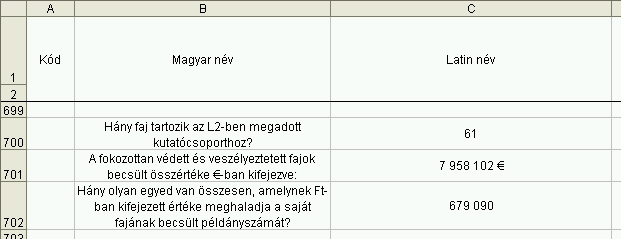 A B C
1 Kód Magyar név Latin név
2
699
700 Hány faj tartozik az L2-ben megadott
kutatócsoporthoz? 61
701 A fokozottan védett és veszélyeztetett fajok
becsült összértéke €-ban kifejezve: 7 958 102 €
702 Hány olyan egyed van összesen, amelynek Ft-
ban kifejezett értéke meghaladja a saját
fajának becsült példányszámát? 679 090